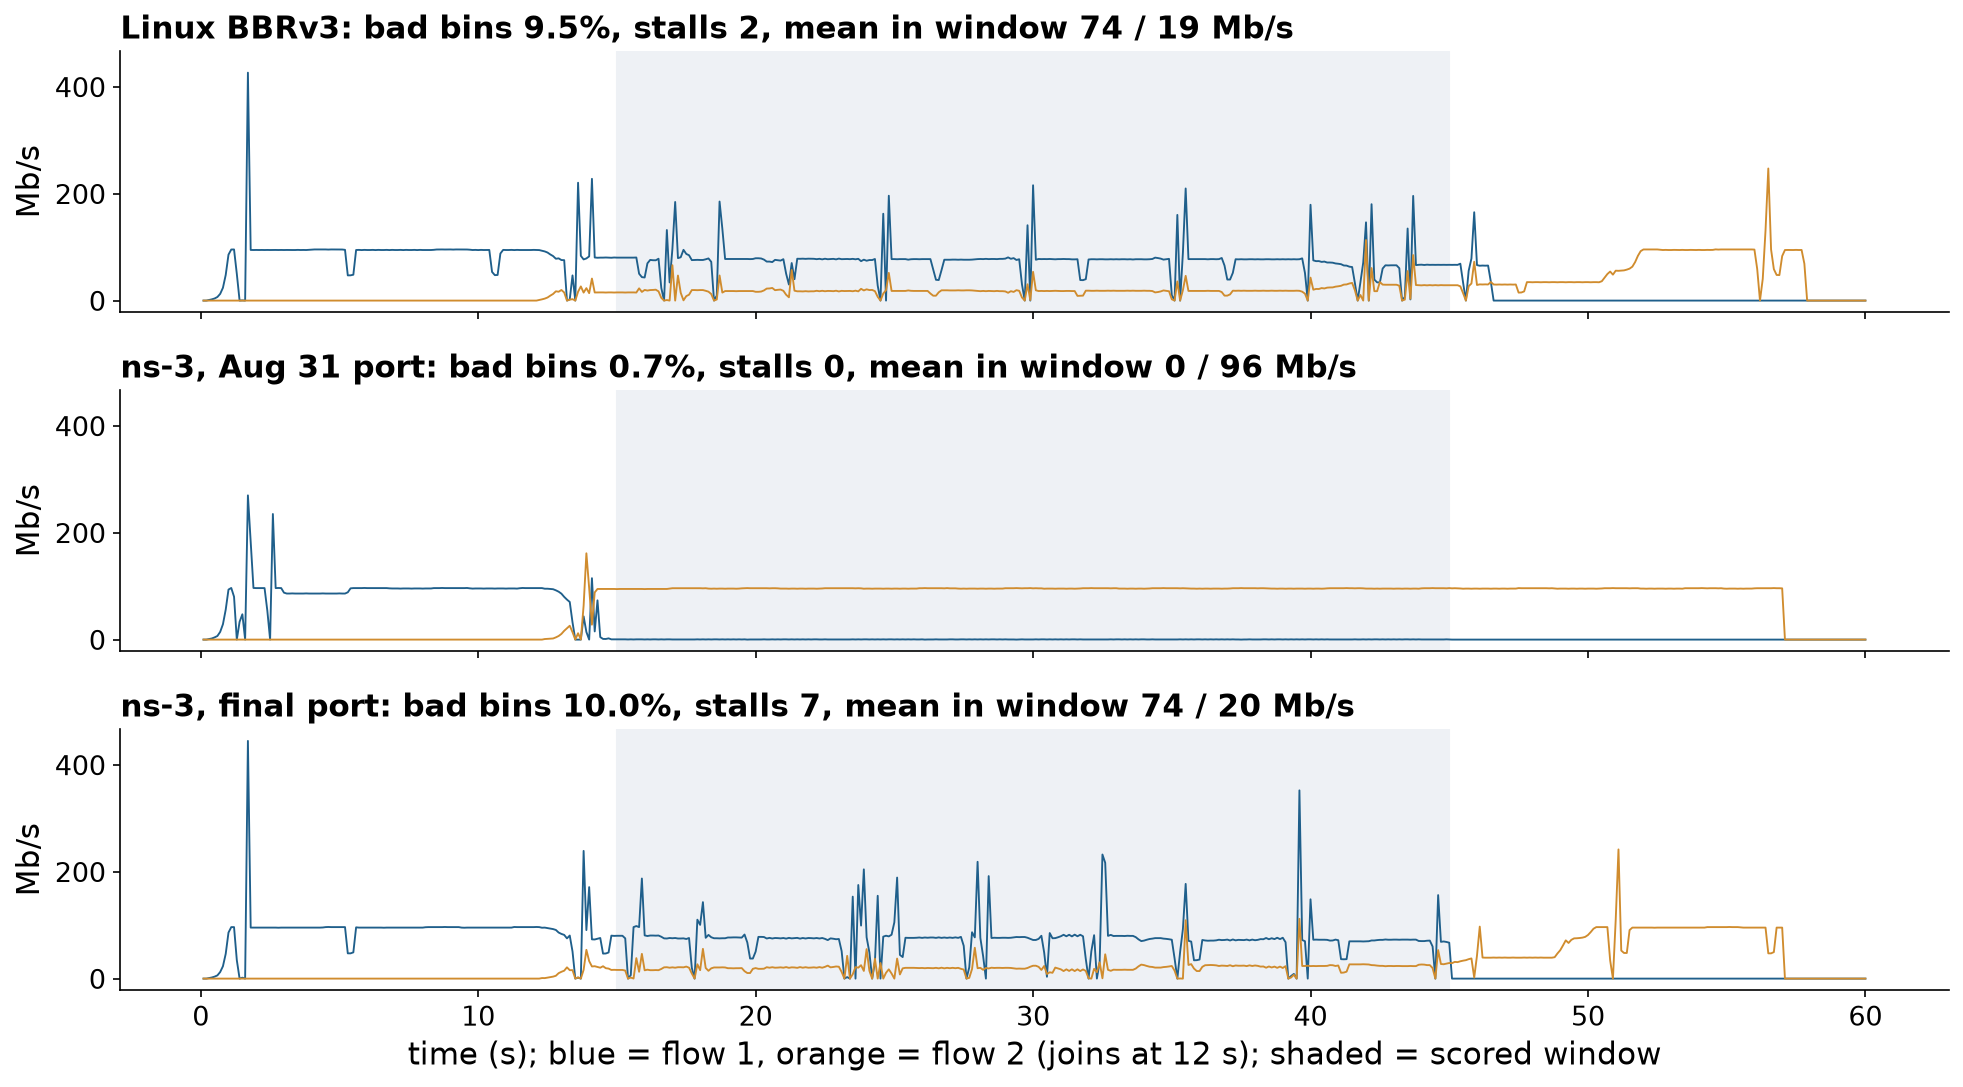 Linux BBRv3: bad bins 9.5%, stalls 2, mean in window 74 / 19 Mb/s
Mb/s
400
200
0
ns-3, Aug 31 port: bad bins 0.7%, stalls 0, mean in window 0 / 96 Mb/s
Mb/s
400
200
0
ns-3, final port: bad bins 10.0%, stalls 7, mean in window 74 / 20 Mb/s
Mb/s
400
200
0
0 10 20 30 40 50 60
time (s); blue = flow 1, orange = flow 2 (joins at 12 s); shaded = scored window